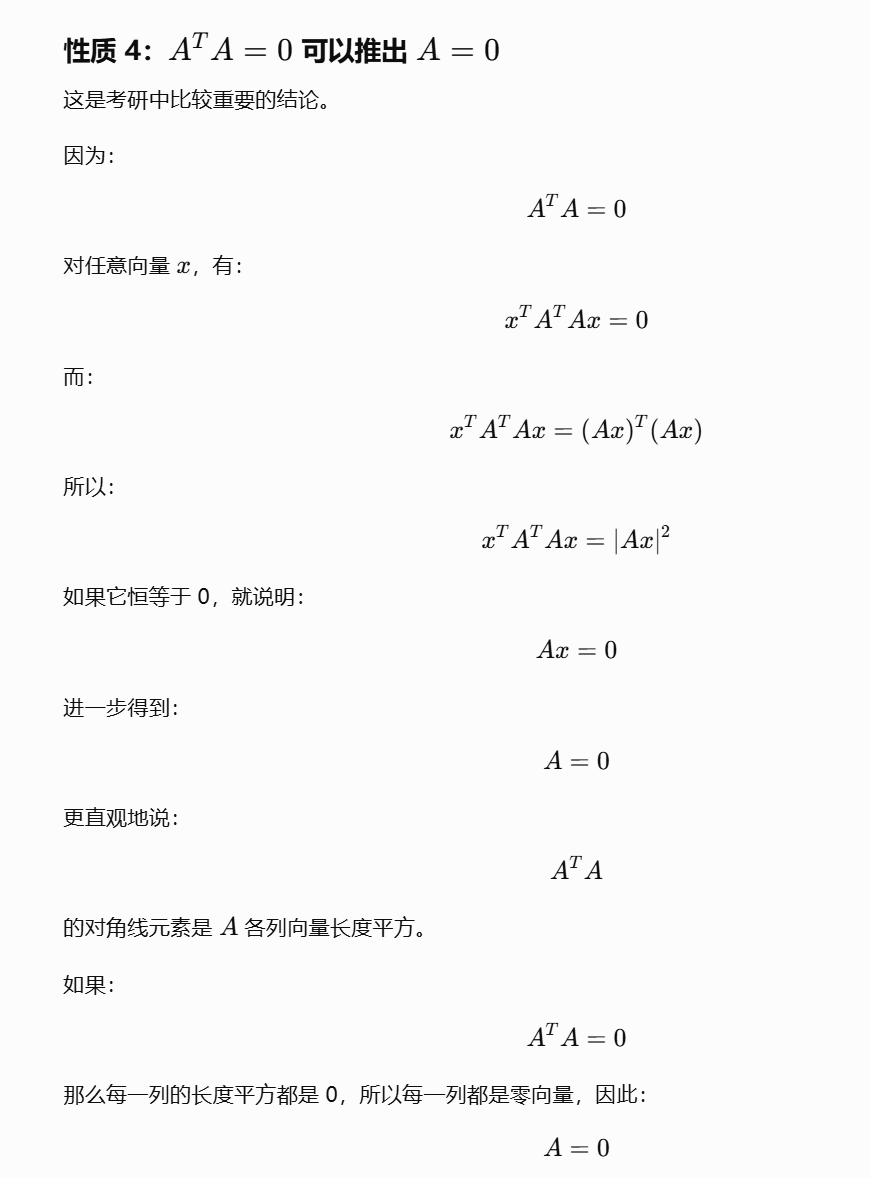 性质 4：$A^T A = 0$ 可以推出 $A = 0$
这是考研中比较重要的结论。
因为：
$A^T A = 0$
对任意向量 $x$，有：
$x^T A^T A x = 0$
而：
$x^T A^T A x = (Ax)^T (Ax)$
所以：
$x^T A^T A x = |Ax|^2$
如果它恒等于 0，就说明：
$Ax = 0$
进一步得到：
$A = 0$
更直观地说：
$A^T A$
的对角线元素是 $A$ 各列向量长度平方。
如果：
$A^T A = 0$
那么每一列的长度平方都是 0，所以每一列都是零向量，因此：
$A = 0$